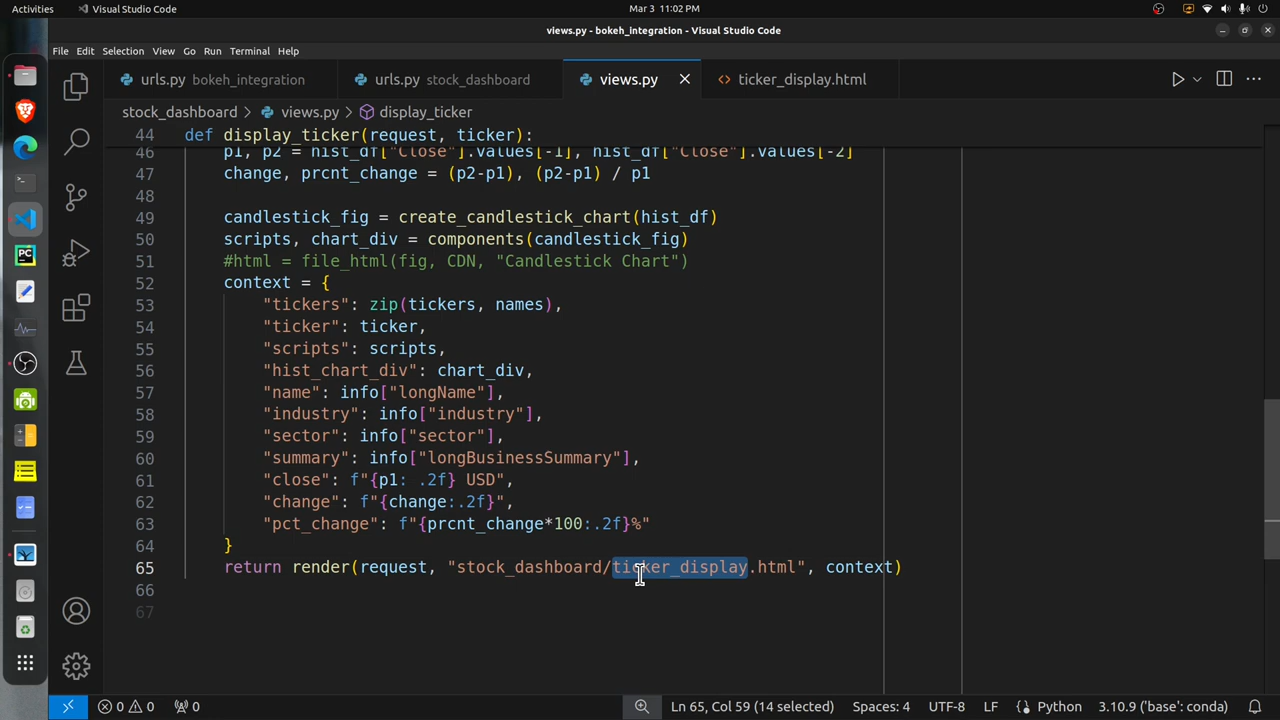 Activities
Visual Studio Code
Mar 3 11:02 PM
views.py - bokeh_integration - Visual Studio Code
File Edit Selection View Go Run Terminal Help
urls.py bokeh_integration
urls.py stock_dashboard
views.py
ticker_display.html
stock_dashboard > views.py > display_ticker
44 def display_ticker(request, ticker):
46 p1, p2 = hist_df["Close"].values[-1], hist_df["Close"].values[-2]
47 change, prcnt_change = (p2-p1), (p2-p1) / p1
48
49 candlestick_fig = create_candlestick_chart(hist_df)
50 scripts, chart_div = components(candlestick_fig)
51 #html = file_html(fig, CDN, "Candlestick Chart")
52 context = {
53 "tickers": zip(tickers, names),
54 "ticker": ticker,
55 "scripts": scripts,
56 "hist_chart_div": chart_div,
57 "name": info["longName"],
58 "industry": info["industry"],
59 "sector": info["sector"],
60 "summary": info["longBusinessSummary"],
61 "close": f"{p1: .2f} USD",
62 "change": f"{change:.2f}",
63 "pct_change": f"{prcnt_change*100:.2f}%"
64 }
65 return render(request, "stock_dashboard/ticker_display.html", context)
66
67
0 0 0 Ln 65, Col 59 (14 selected) Spaces: 4 UTF-8 LF Python 3.10.9 ('base': conda)